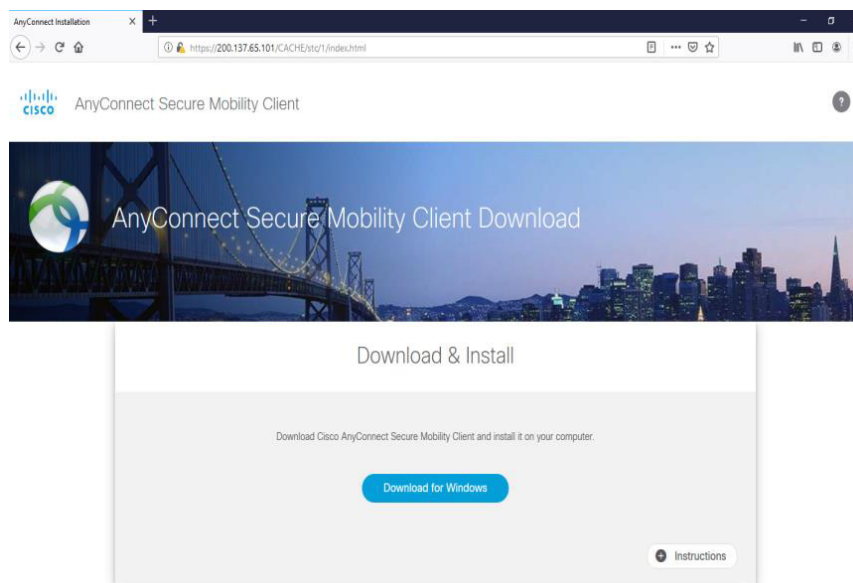 AnyConnect Installation
https://200.137.65.101/CACHE/stc/1/index.html
CISCO
AnyConnect Secure Mobility Client
AnyConnect Secure Mobility Client Download
Download & Install
Download Cisco AnyConnect Secure Mobility Client and install it on your computer.
Download for Windows
Instructions